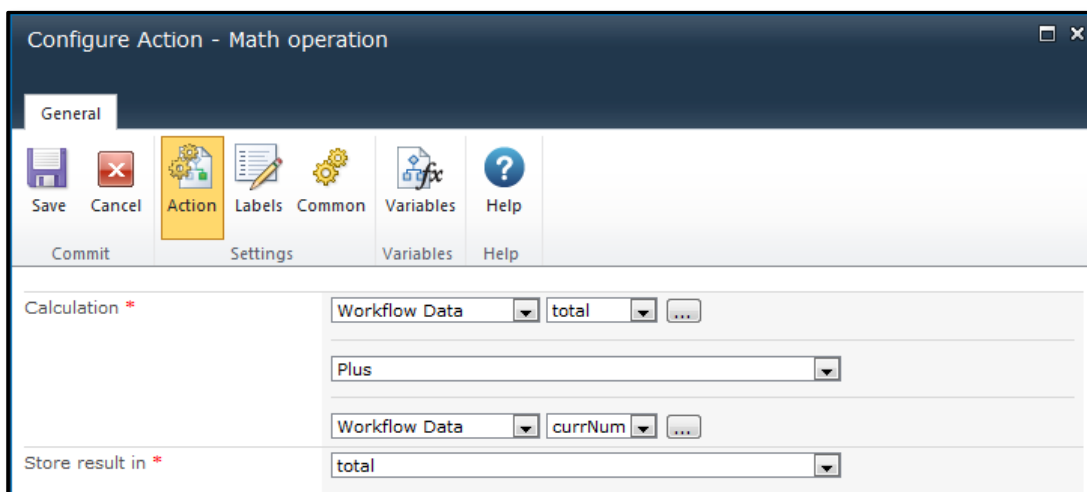 Configure Action - Math operation
General
Save Cancel Action Labels Common Variables Help
Commit Settings Variables Help
Calculation * Workflow Data total ...
Plus
Workflow Data currNum ...
Store result in * total